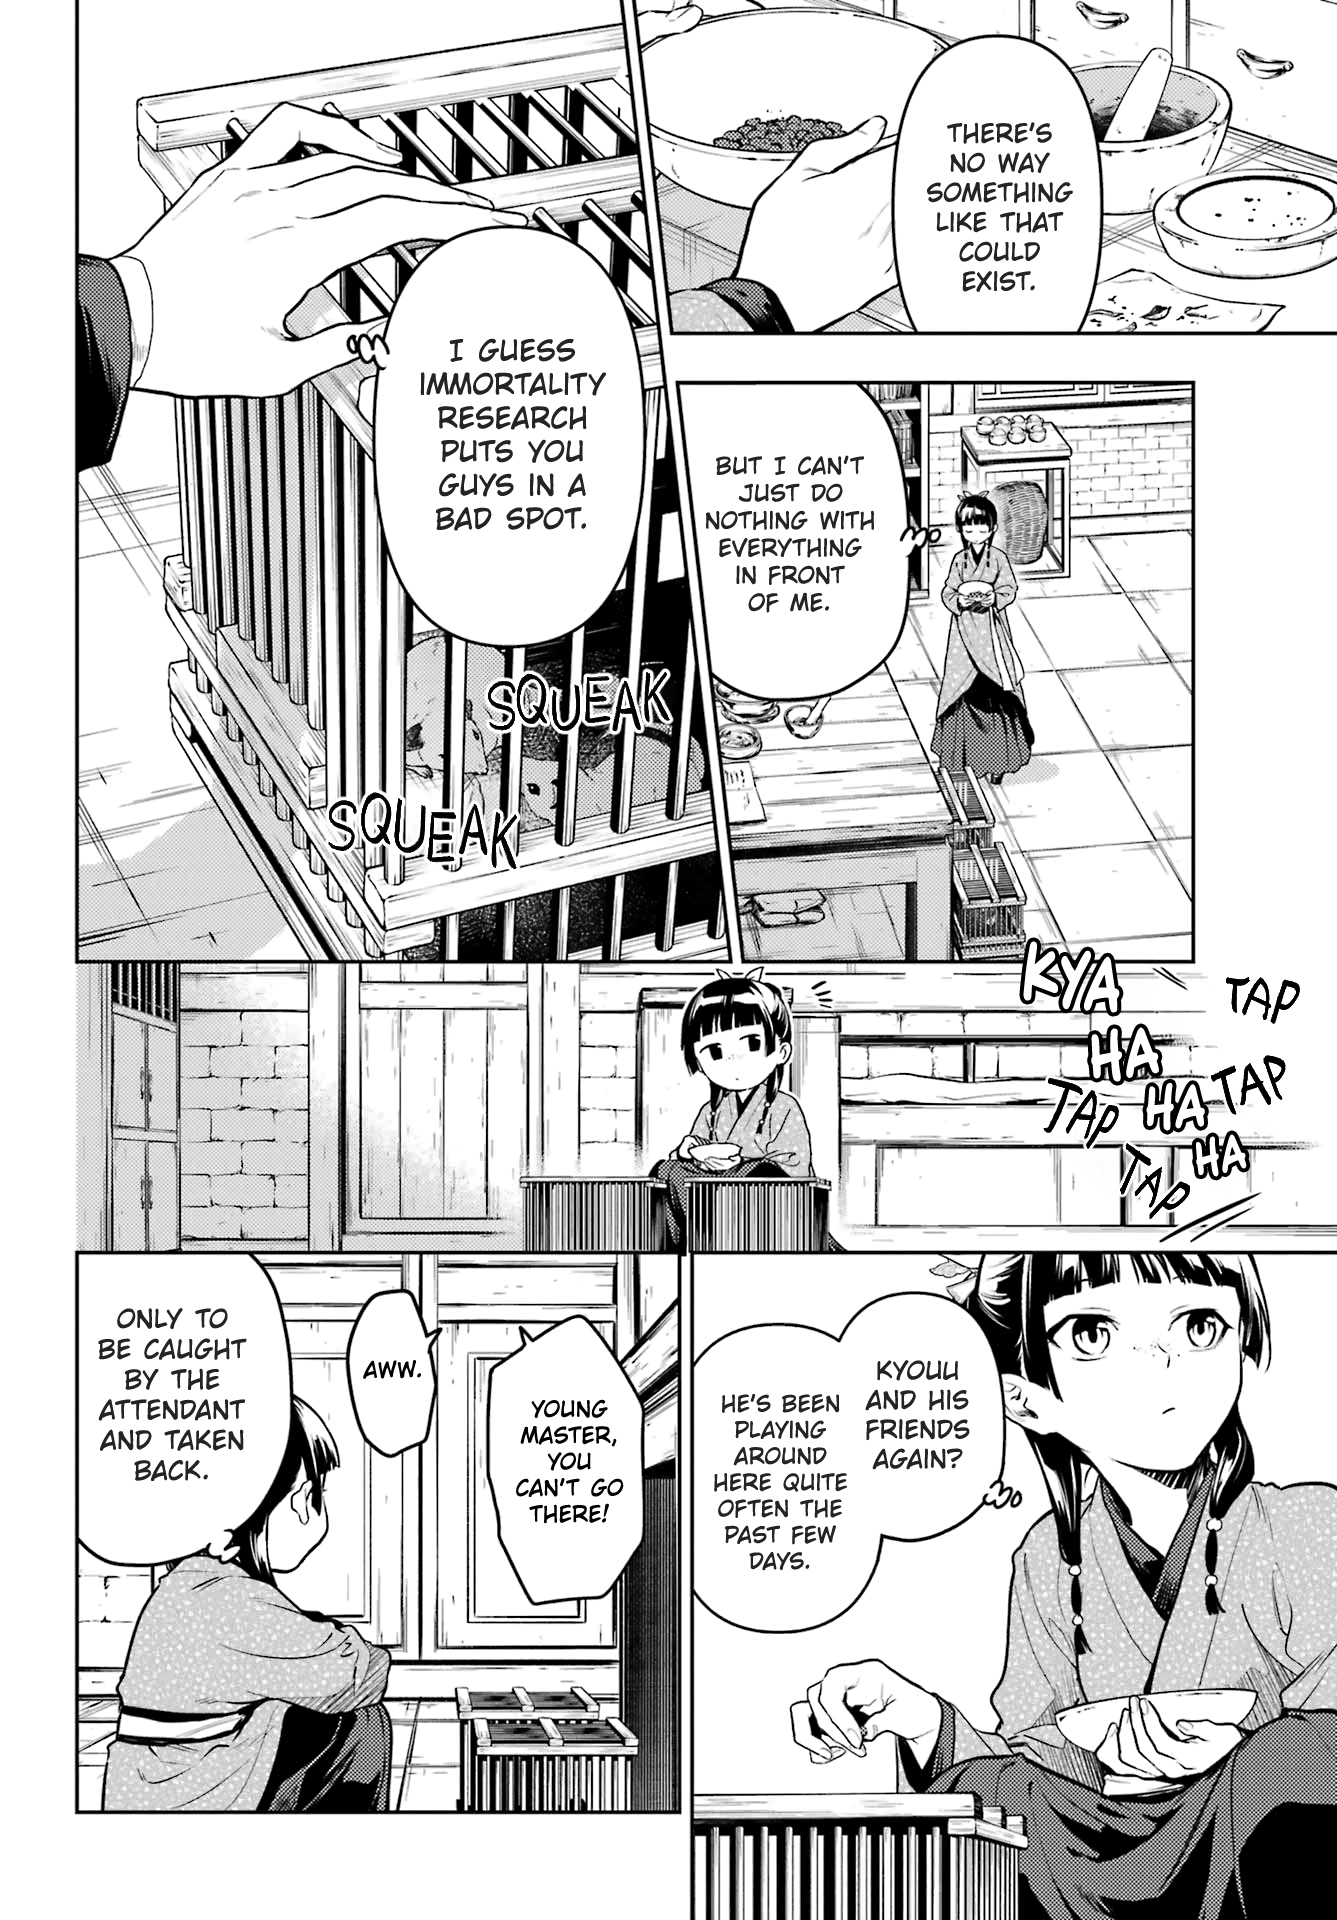 THERE'S
NO WAY
SOMETHING
LIKE THAT
COULD
EXIST.
BUT I CAN'T
JUST DO
NOTHING WITH
EVERYTHING
IN FRONT
OF ME.
I GUESS
IMMORTALITY
RESEARCH
PUTS YOU
GUYS IN A
BAD SPOT.
SQUEAK
SQUEAK
KYA
HA
HA
HA
TAP
TAP
TAP
TAP
KYOUU
AND HIS
FRIENDS
AGAIN?
HE'S BEEN
PLAYING
AROUND
HERE QUITE
OFTEN THE
PAST FEW
DAYS.
YOUNG
MASTER,
YOU
CAN'T GO
THERE!
AWW.
ONLY TO
BE CAUGHT
BY THE
ATTENDANT
AND TAKEN
BACK.